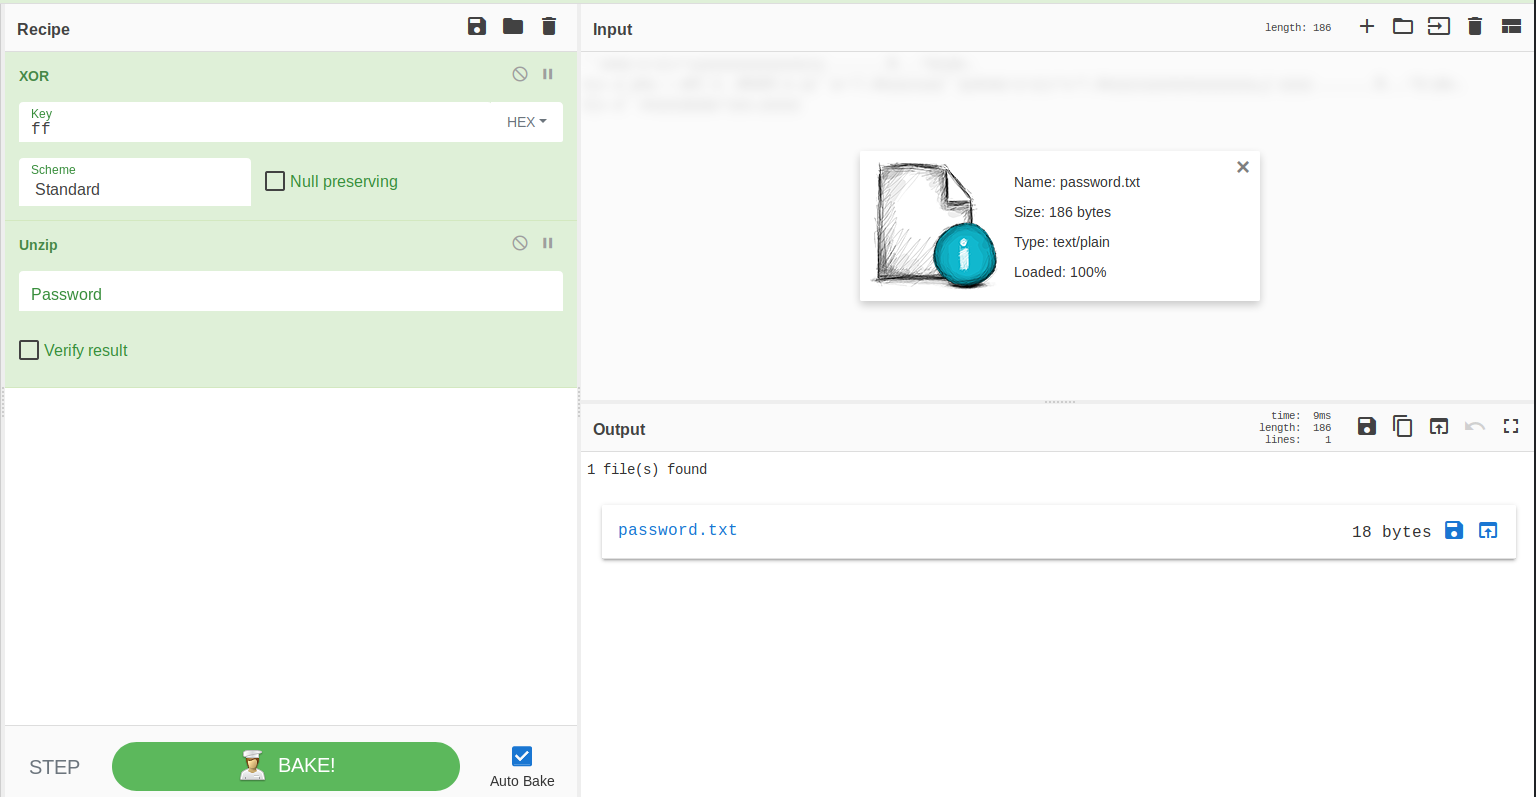 Recipe
XOR
Key
ff
HEX
Scheme
Standard
Null preserving
Unzip
Password
Verify result
STEP
BAKE!
Auto Bake
Input
length: 186
Name: password.txt
Size: 186 bytes
Type: text/plain
Loaded: 100%
Output
time: 9ms
length: 186
lines: 1
1 file(s) found
password.txt
18 bytes